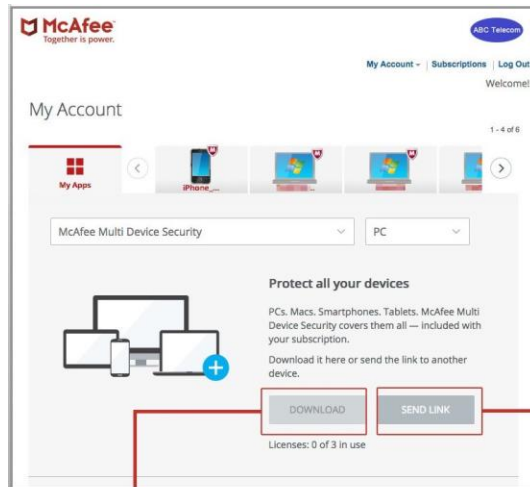 McAfee
Together is power.
ABC Telecom
My Account
Subscriptions
Log Out
Welcome!
My Account
1 - 4 of 6
My Apps
iPhone_...
McAfee Multi Device Security
PC
Protect all your devices
PCs. Macs. Smartphones. Tablets. McAfee Multi
Device Security covers them all — included with
your subscription.
Download it here or send the link to another
device.
DOWNLOAD
SEND LINK
Licenses: 0 of 3 in use